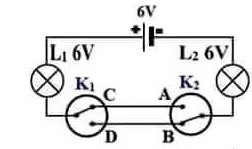 6V
+ -
L₁ 6V L₂ 6V
K₁ C A K₂
D B